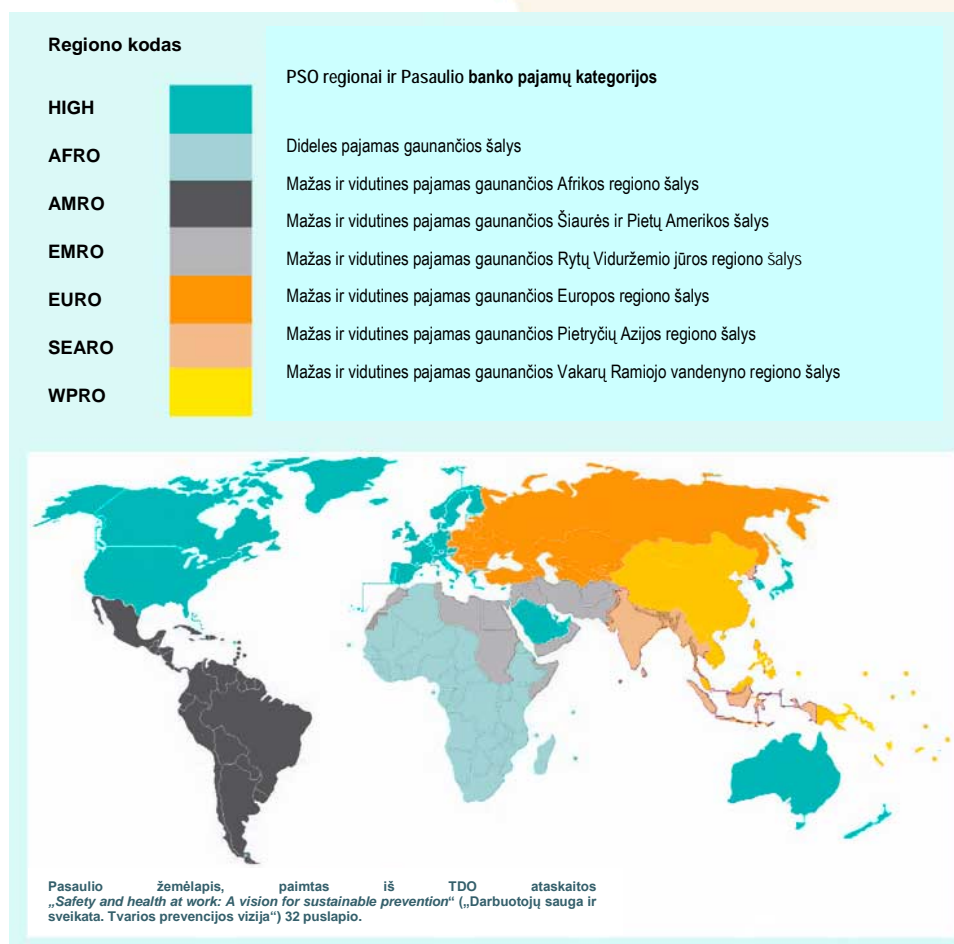 Regiono kodas
PSO regionai ir Pasaulio banko pajamų kategorijos
HIGH
AFRO
AMRO
EMRO
EURO
SEARO
WPRO
Dideles pajamas gaunančios šalys
Mažas ir vidutines pajamas gaunančios Afrikos regiono šalys
Mažas ir vidutines pajamas gaunančios Šiaurės ir Pietų Amerikos šalys
Mažas ir vidutines pajamas gaunančios Rytų Viduržemio jūros regiono šalys
Mažas ir vidutines pajamas gaunančios Europos regiono šalys
Mažas ir vidutines pajamas gaunančios Pietryčių Azijos regiono šalys
Mažas ir vidutines pajamas gaunančios Vakarų Ramiojo vandenyno regiono šalys
Pasaulio žemėlapis, paimtas iš TDO ataskaitos
„Safety and health at work: A vision for sustainable prevention“ („Darbuotojų sauga ir
sveikata. Tvarios prevencijos vizija“) 32 puslapio.